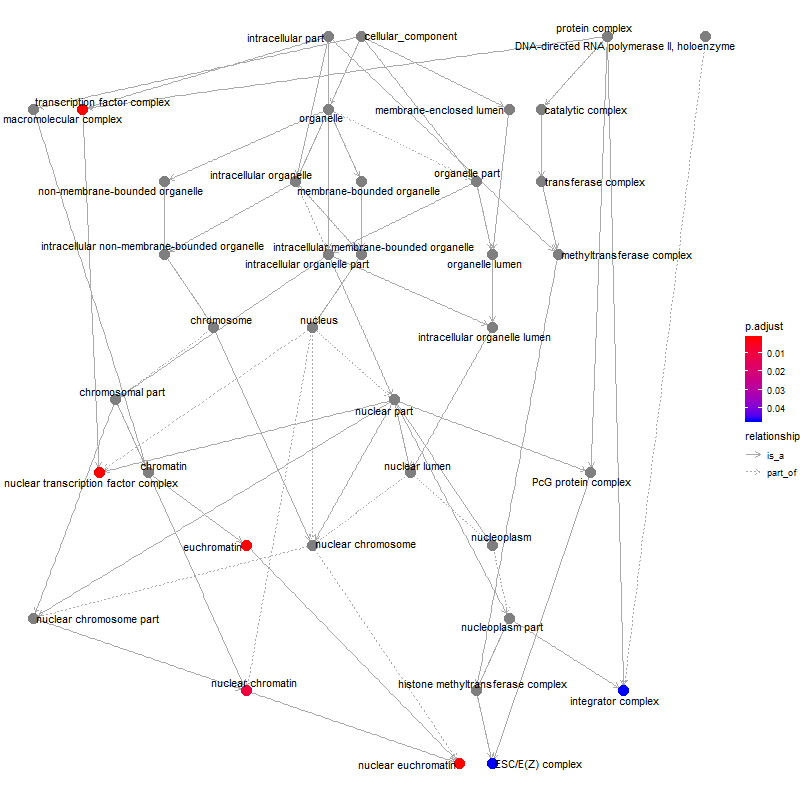 protein complex
intracellular part
cellular_component
DNA-directed RNA polymerase II, holoenzyme
transcription factor complex
macromolecular complex
organelle
membrane-enclosed lumen
catalytic complex
non-membrane-bounded organelle
intracellular organelle
membrane-bounded organelle
organelle part
transferase complex
intracellular non-membrane-bounded organelle
intracellular membrane-bounded organelle
intracellular organelle part
organelle lumen
methyltransferase complex
chromosome
nucleus
intracellular organelle lumen
p.adjust
0.01
0.02
0.03
0.04
relationship
is_a
part_of
chromosomal part
nuclear part
chromatin
nuclear transcription factor complex
nuclear lumen
PcG protein complex
euchromatin
nuclear chromosome
nucleoplasm
nuclear chromosome part
nucleoplasm part
nuclear chromatin
histone methyltransferase complex
integrator complex
nuclear euchromatin
ESC/E(Z) complex